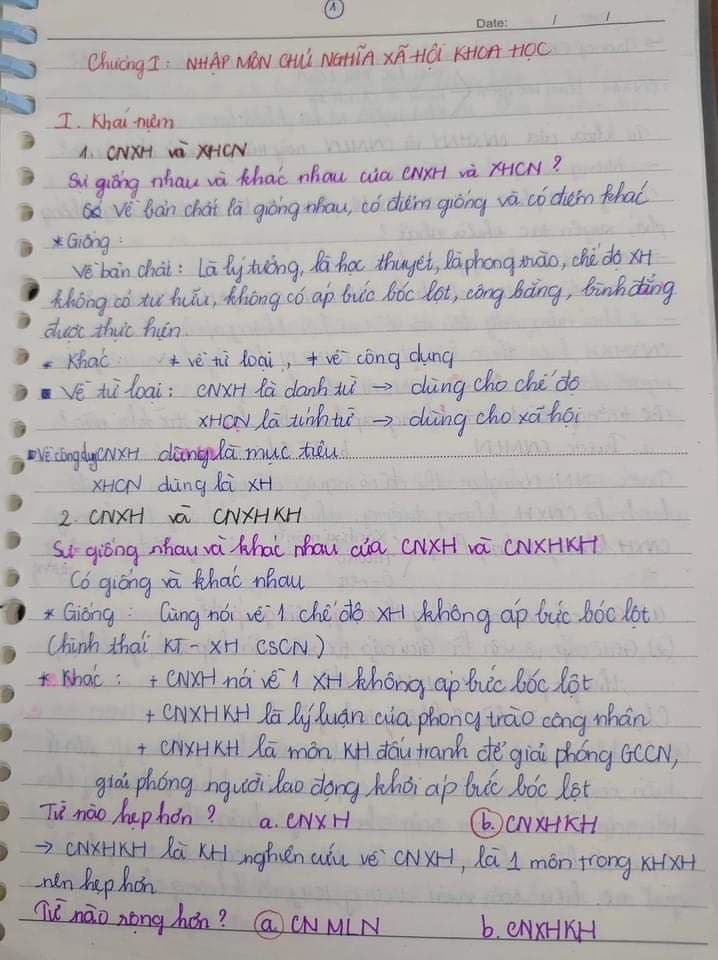 1
Date: / /
Chương I: NHẬP MÔN CHỦ NGHĨA XÃ HỘI KHOA HỌC
I. Khái niệm
1. CNXH và XHCN
Sự giống nhau và khác nhau của CNXH và XHCN?
Về bản chất là giống nhau, có điểm giống và có điểm khác
* Giống:
Về bản chất: Là lý tưởng, là học thuyết, là phong trào, chế độ XH
không có tư hữu, không có áp bức bóc lột, công bằng, bình đẳng
được thực hiện.
* Khác: + về từ loại, + về công dụng
▪ Về từ loại: CNXH là danh từ → dùng cho chế độ
XHCN là tính từ → dùng cho xã hội
▪ Về công dụng CNXH dùng là mục tiêu
XHCN dùng là XH
2. CNXH và CNXHKH
Sự giống nhau và khác nhau của CNXH và CNXHKH
Có giống và khác nhau
* Giống: Cùng nói về 1 chế độ XH không áp bức bóc lột
(hình thái KT - XH CSCN)
* Khác: + CNXH nói về 1 XH không áp bức bóc lột
+ CNXHKH là lý luận của phong trào công nhân
+ CNXHKH là môn KH đấu tranh để giải phóng GCCN,
giải phóng người lao động khỏi áp bức bóc lột
Từ nào hẹp hơn? a. CNXH b. CNXHKH
→ CNXHKH là KH nghiên cứu về CNXH, là 1 môn trong KHXH
nên hẹp hơn
Từ nào rộng hơn? a. CN MLN b. CNXHKH